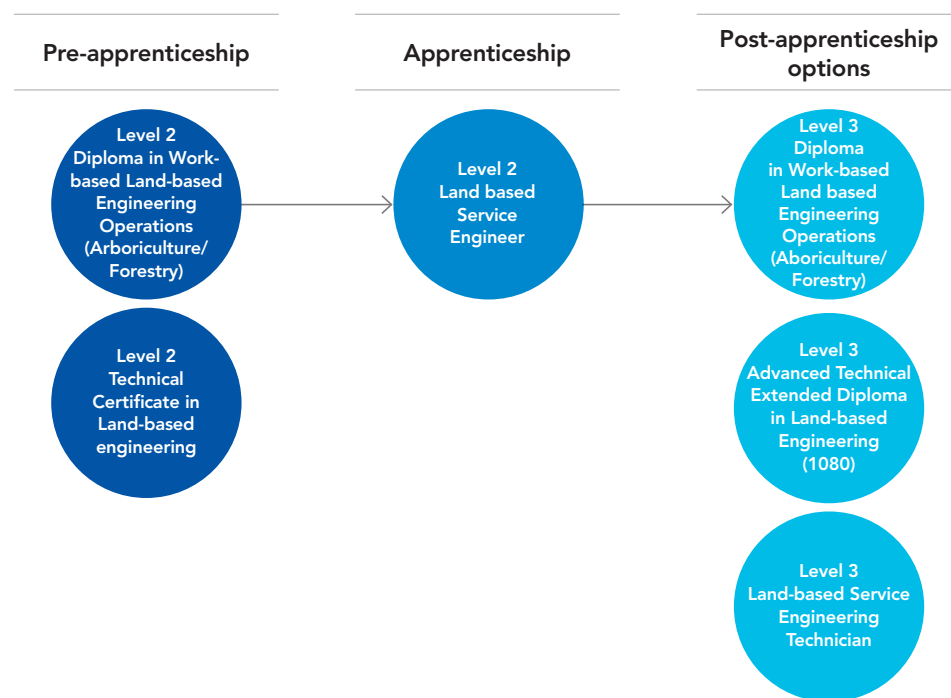 Pre-apprenticeship
Apprenticeship
Post-apprenticeship
options
Level 2
Diploma in Work-
based Land-based
Engineering
Operations
(Arboriculture/
Forestry)
Level 2
Land based
Service
Engineer
Level 3
Diploma
in Work-based
Land based
Engineering
Operations
(Aboriculture/
Forestry)
Level 2
Technical
Certificate in
Land-based
engineering
Level 3
Advanced Technical
Extended Diploma
in Land-based
Engineering
(1080)
Level 3
Land-based Service
Engineering
Technician